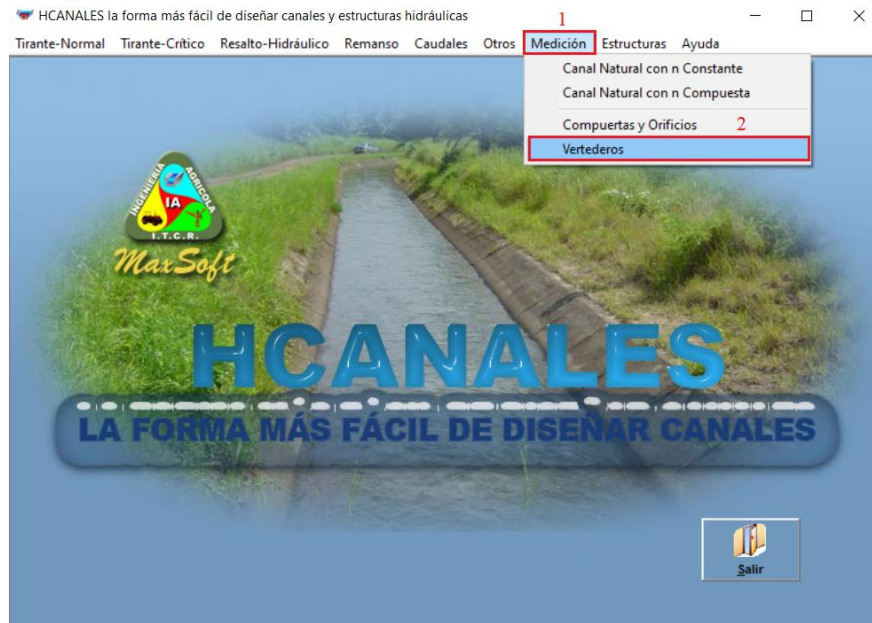 HCANALES la forma más fácil de diseñar canales y estructuras hidráulicas
1
Tirante-Normal Tirante-Crítico Resalto-Hidráulico Remanso Caudales Otros Medición Estructuras Ayuda
Canal Natural con n Constante
Canal Natural con n Compuesta
Compuertas y Orificios 2
Vertederos
INGENIERIA AGRICOLA
IA
I.T.C.R.
MaxSoft
HCANALES
LA FORMA MÁS FÁCIL DE DISEÑAR CANALES
Salir